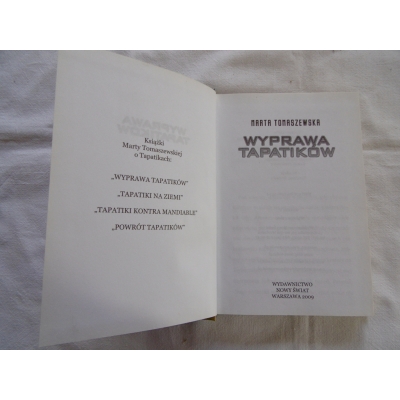 Książki
Marty Tomaszewskiej
o Tapatikach:
„WYPRAWA TAPATIKÓW”
„TAPATIKI NA ZIEMI”
„TAPATIKI KONTRA MANDIABLE”
„POWRÓT TAPATIKÓW”
MARTA TOMASZEWSKA
WYPRAWA
TAPATIKÓW
WYDAWNICTWO
NOWY ŚWIAT
WARSZAWA 2005